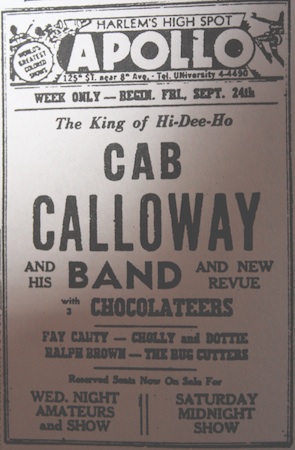 HARLEM'S HIGH SPOT
WORLD'S GREATEST COLORED SHOWS
APOLLO
125th ST. near 8th Ave. - Tel. UNiversity 4-4490
WEEK ONLY — BEGIN. FRI, SEPT. 24th
The King of Hi-Dee-Ho
CAB
CALLOWAY
AND HIS BAND AND NEW REVUE
with 3 CHOCOLATEERS
FAY CAUTY — CHOLLY and DOTTIE
RALPH BROWN — THE BUG CUTTERS
Reserved Seats Now On Sale For
WED. NIGHT AMATEURS and SHOW
SATURDAY MIDNIGHT SHOW